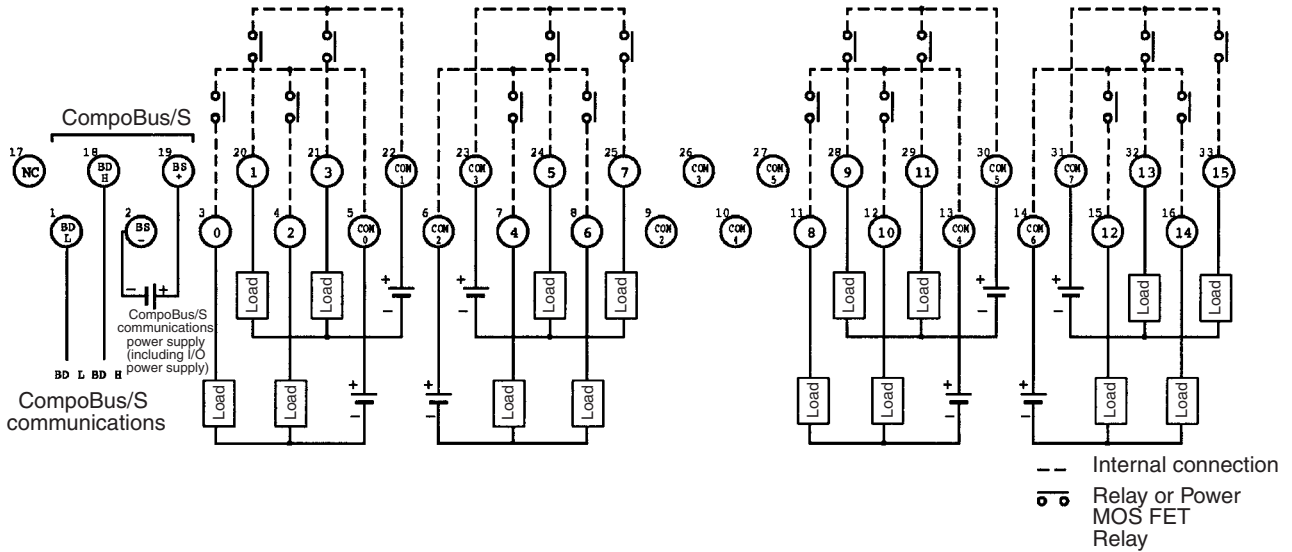 CompoBus/S
17 NC
18 BD H
19 BS +
20 1
21 3
22 COM 1
23 COM 3
24 5
25 7
26 COM 3
27 COM 5
28 9
29 11
30 COM 5
31 COM 7
32 13
33 15
1 BD L
2 BS –
3 0
4 2
5 COM 0
6 COM 2
7 4
8 6
9 COM 2
10 COM 4
11 8
12 10
13 COM 4
14 COM 6
15 12
16 14
Load Load + – + – Load Load Load Load + – + – Load Load
– +
CompoBus/S
communications
power supply
(including I/O
power supply)
BD L BD H
CompoBus/S
communications
Load Load + – + – Load Load Load Load + – + – Load Load
Internal connection
Relay or Power
MOS FET
Relay